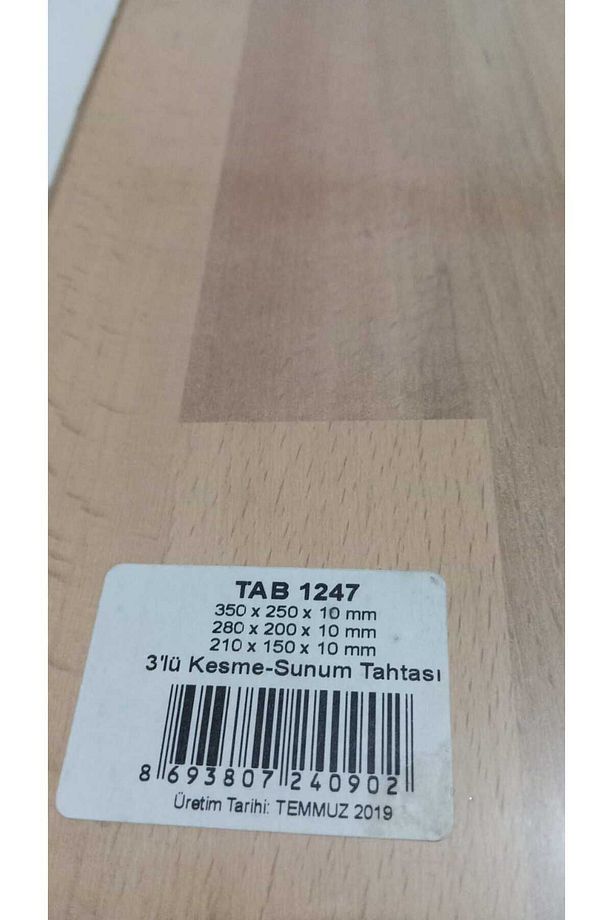 TAB 1247
350 x 250 x 10 mm
280 x 200 x 10 mm
210 x 150 x 10 mm
3'lü Kesme-Sunum Tahtası
8 693807 240902
Üretim Tarihi: TEMMUZ 2019